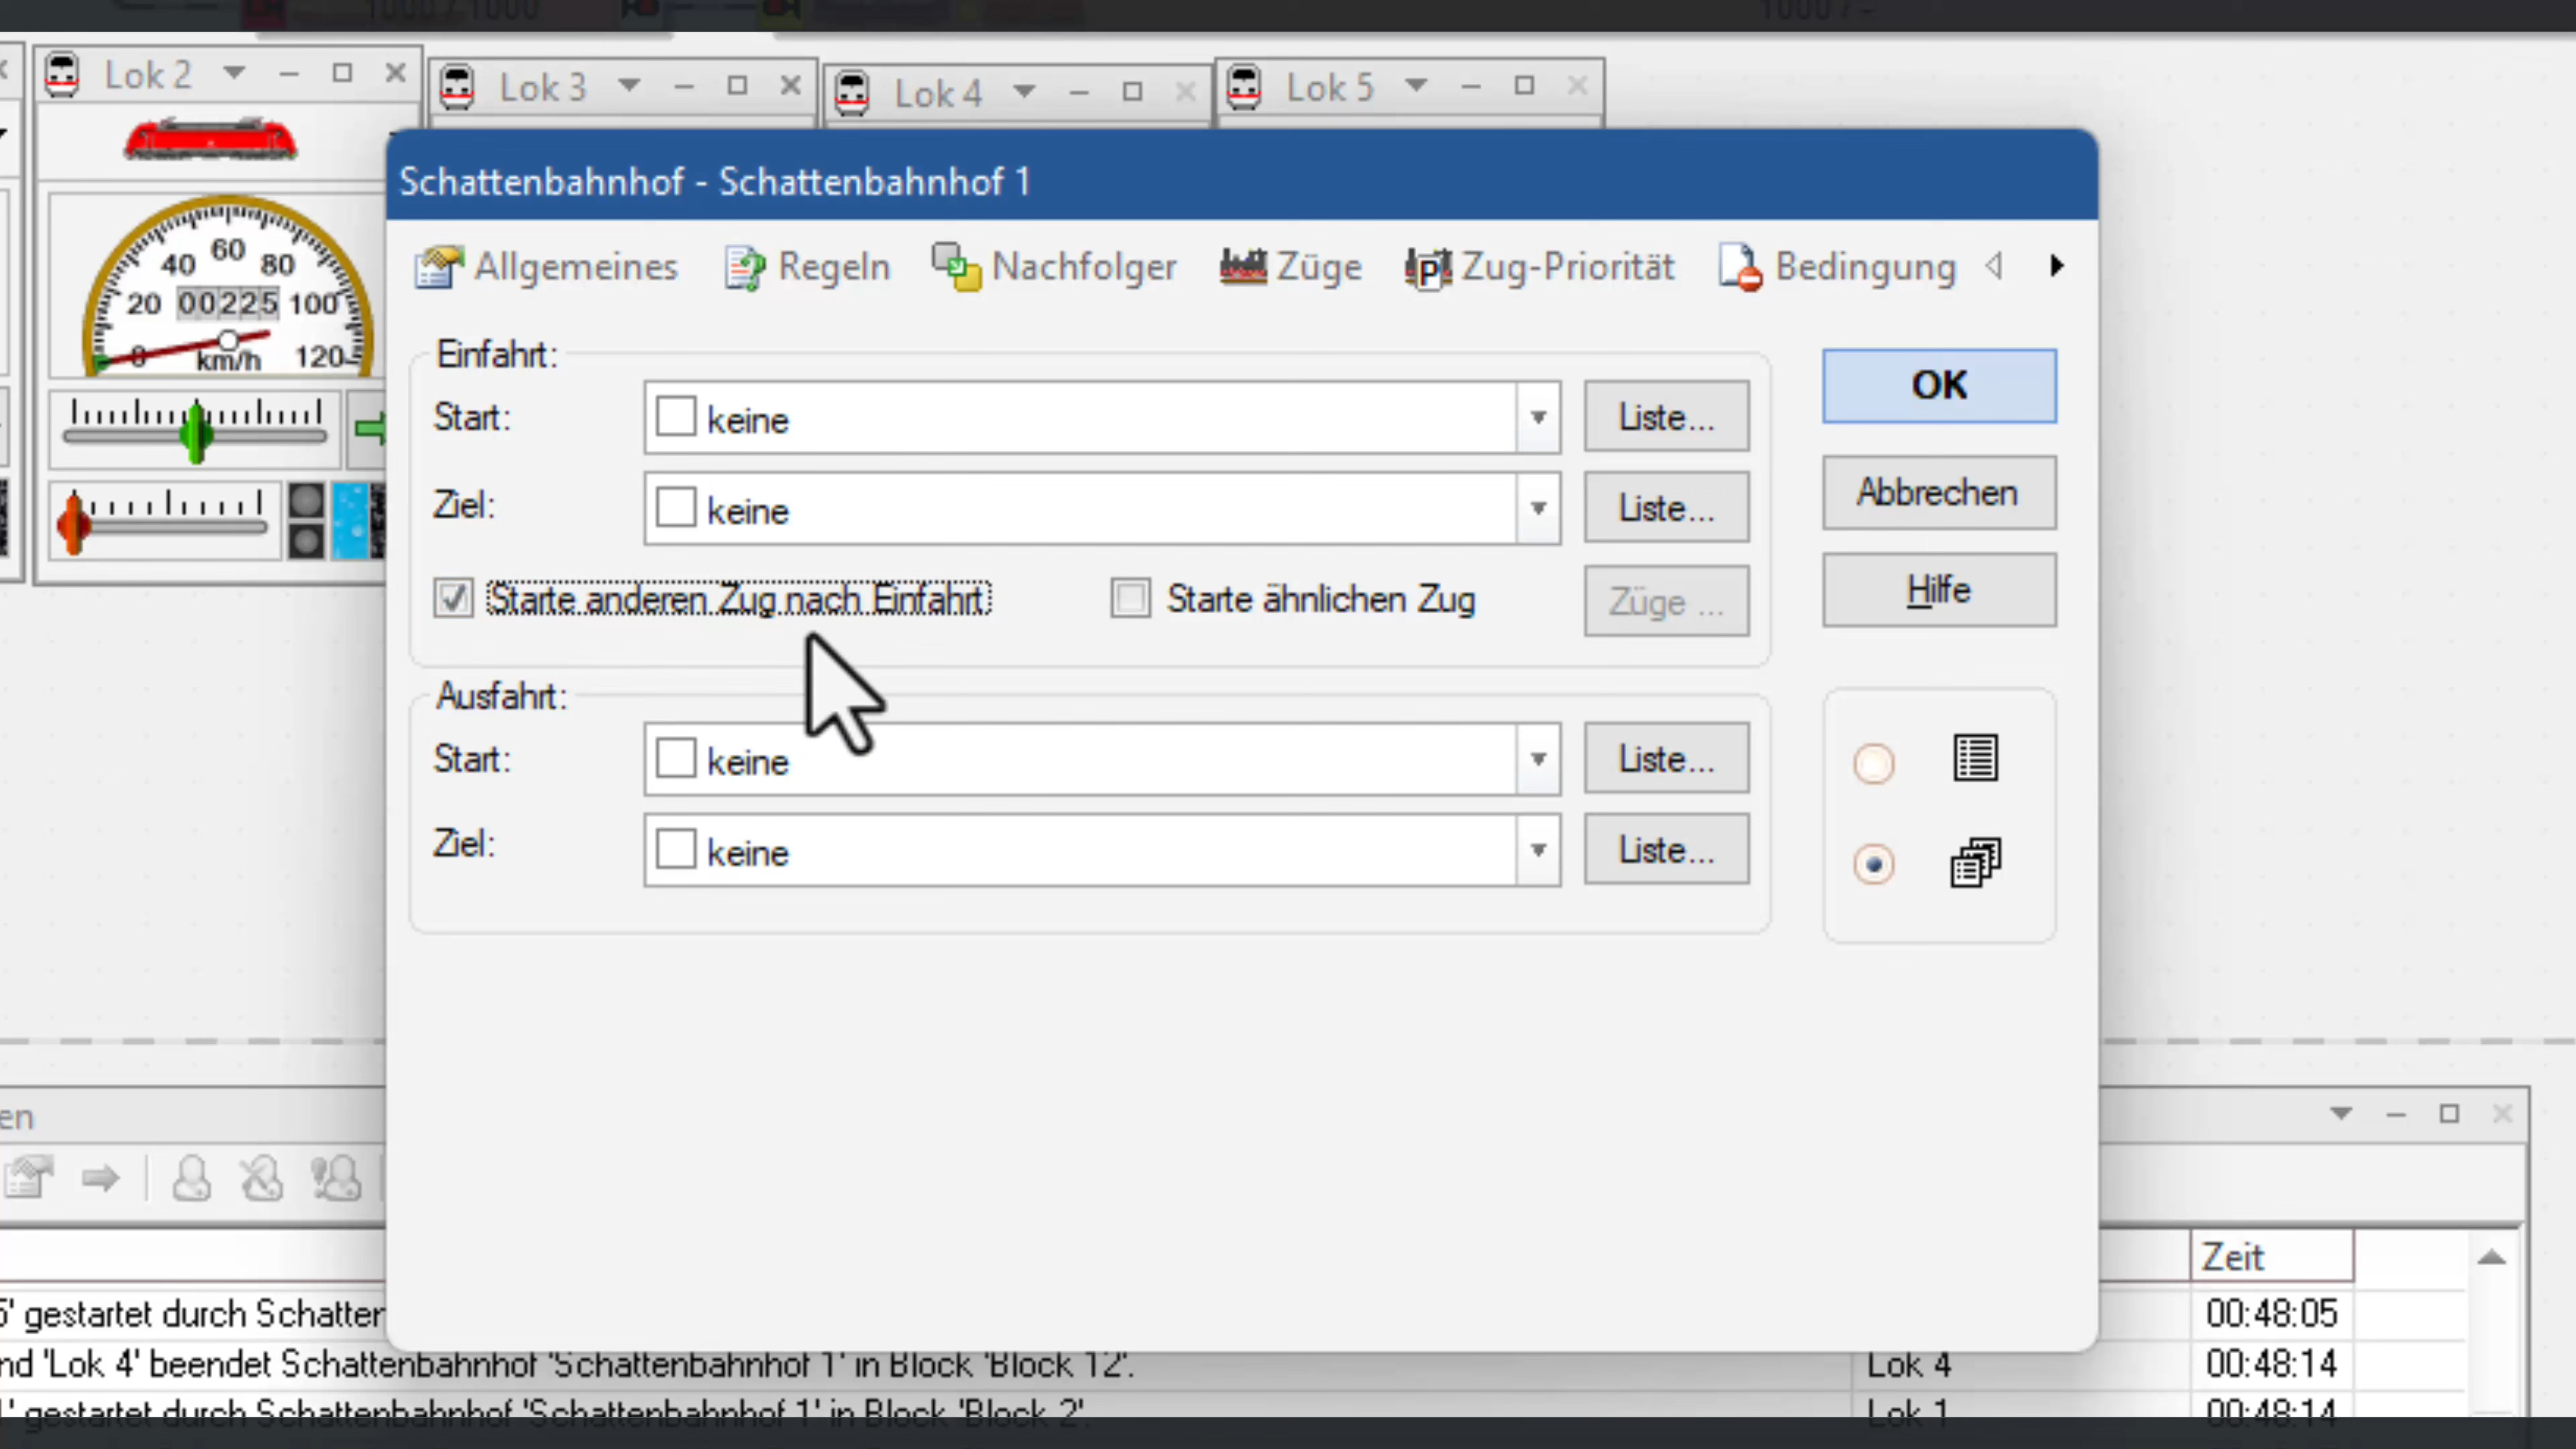 1000 / 1000
1000 / -
Lok 2
Lok 3
Lok 4
Lok 5
Schattenbahnhof - Schattenbahnhof 1
Allgemeines
Regeln
Nachfolger
Züge
Zug-Priorität
Bedingung
0
20
40
60
80
100
120
00225
km/h
Einfahrt:
Start:
keine
Liste...
OK
Ziel:
keine
Liste...
Abbrechen
Starte anderen Zug nach Einfahrt
Starte ähnlichen Zug
Züge ...
Hilfe
Ausfahrt:
Start:
keine
Liste...
Ziel:
keine
Liste...
en
Zeit
5' gestartet durch Schatten
00:48:05
nd 'Lok 4' beendet Schattenbahnhof 'Schattenbahnhof 1' in Block 'Block 12'.
Lok 4
00:48:14
' gestartet durch Schattenbahnhof 'Schattenbahnhof 1' in Block 'Block 2'.
Lok 1
00:48:14